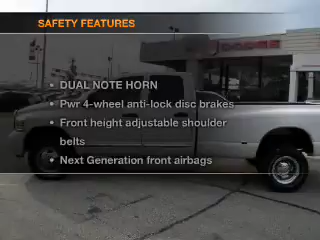 SAFETY FEATURES
• DUAL NOTE HORN
• Pwr 4-wheel anti-lock disc brakes
• Front height adjustable shoulder
belts
• Next Generation front airbags